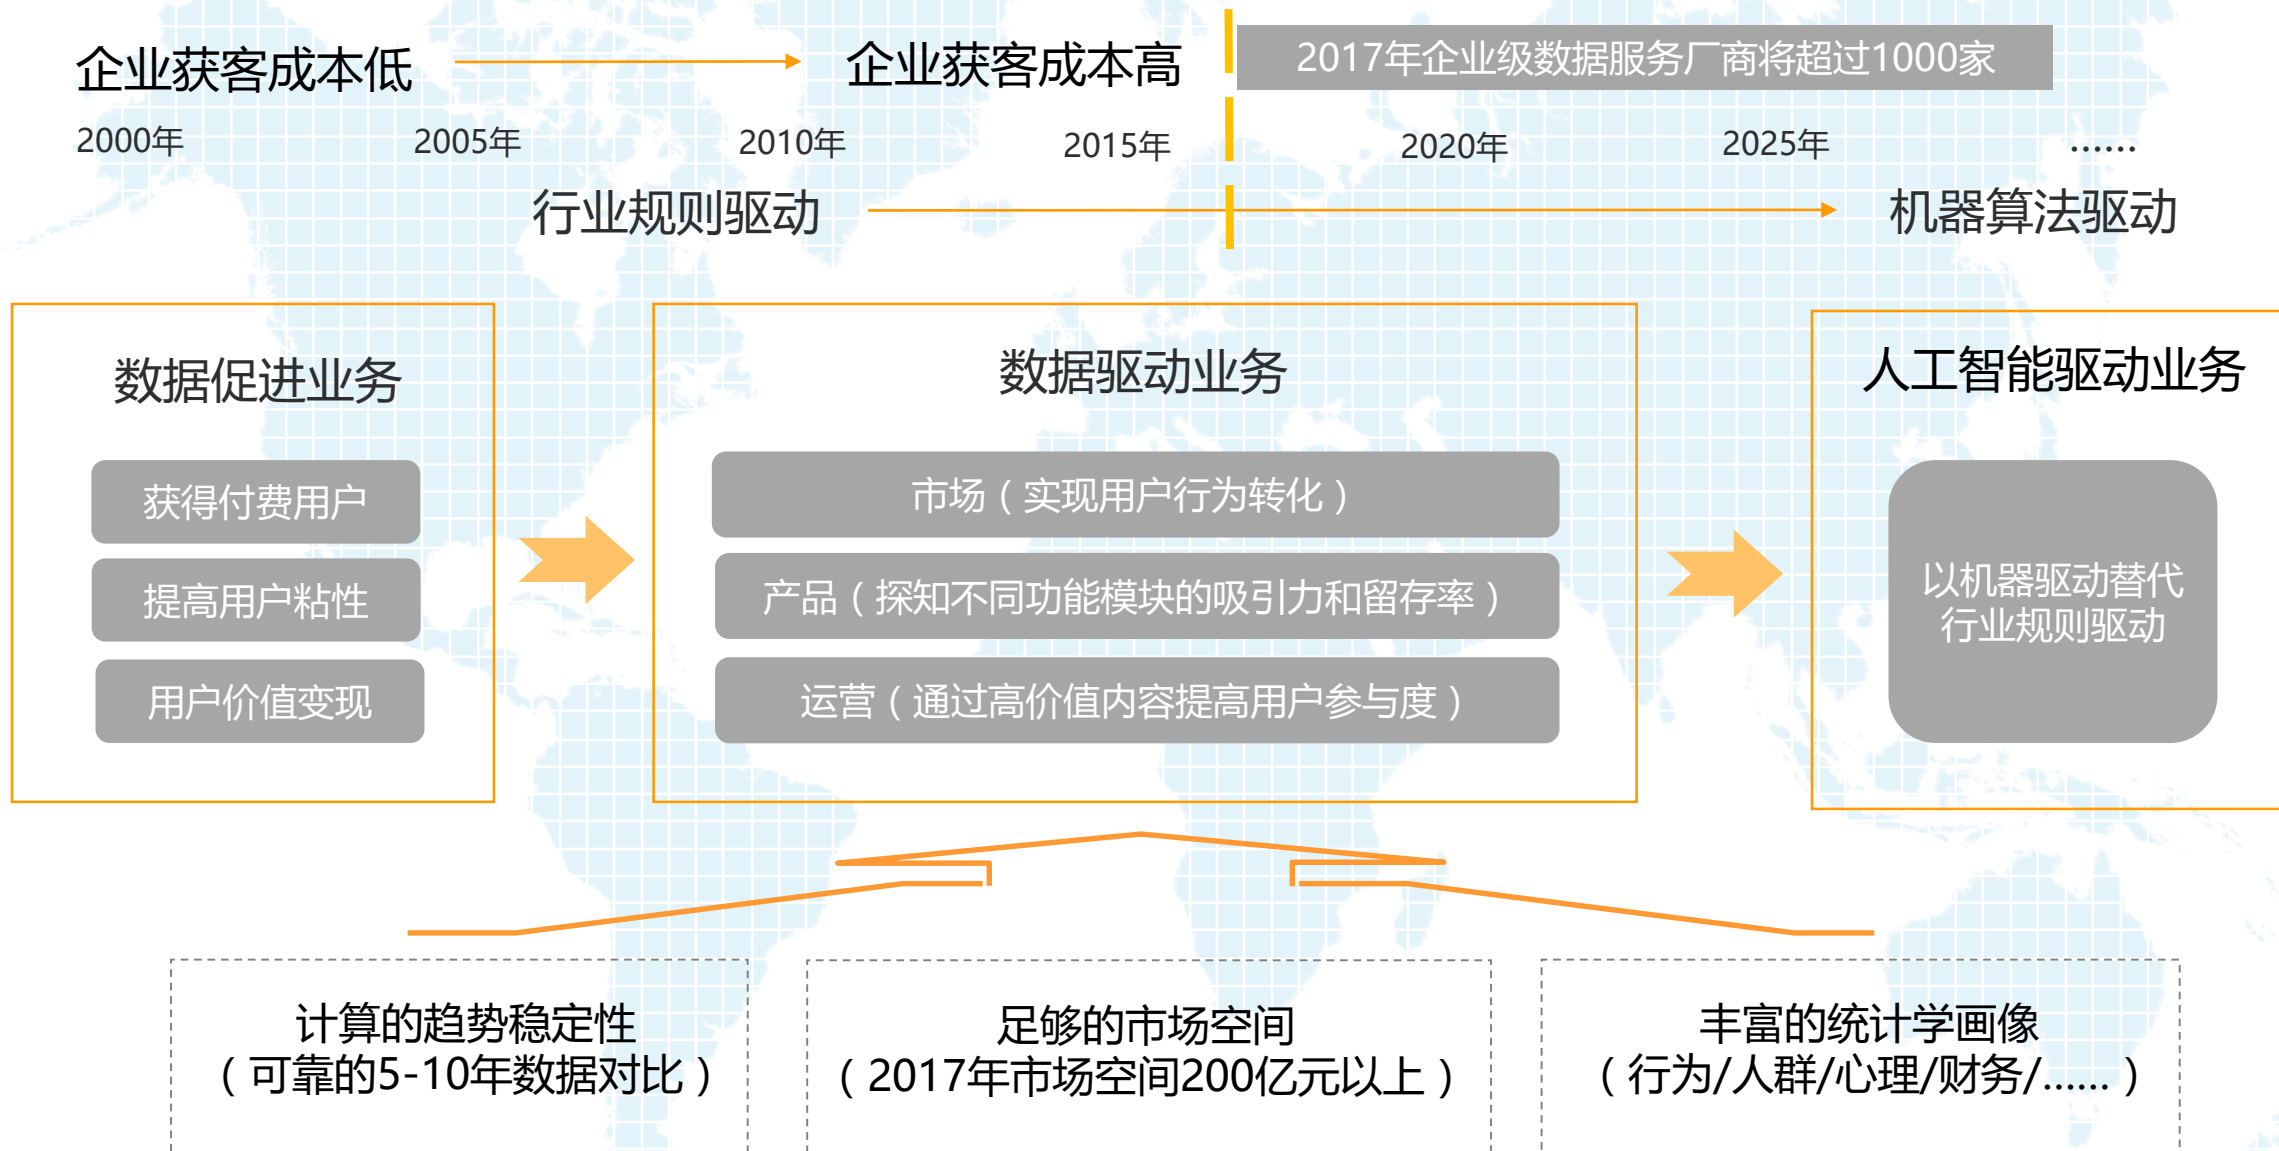 企业获客成本低
企业获客成本高
2017年企业级数据服务厂商将超过1000家
2000年
2005年
2010年
2015年
2020年
2025年
……
行业规则驱动
机器算法驱动
数据促进业务
获得付费用户
提高用户粘性
用户价值变现
数据驱动业务
市场（实现用户行为转化）
产品（探知不同功能模块的吸引力和留存率）
运营（通过高价值内容提高用户参与度）
人工智能驱动业务
以机器驱动替代
行业规则驱动
计算的趋势稳定性
（可靠的5-10年数据对比）
足够的市场空间
（2017年市场空间200亿元以上）
丰富的统计学画像
（行为/人群/心理/财务/……）